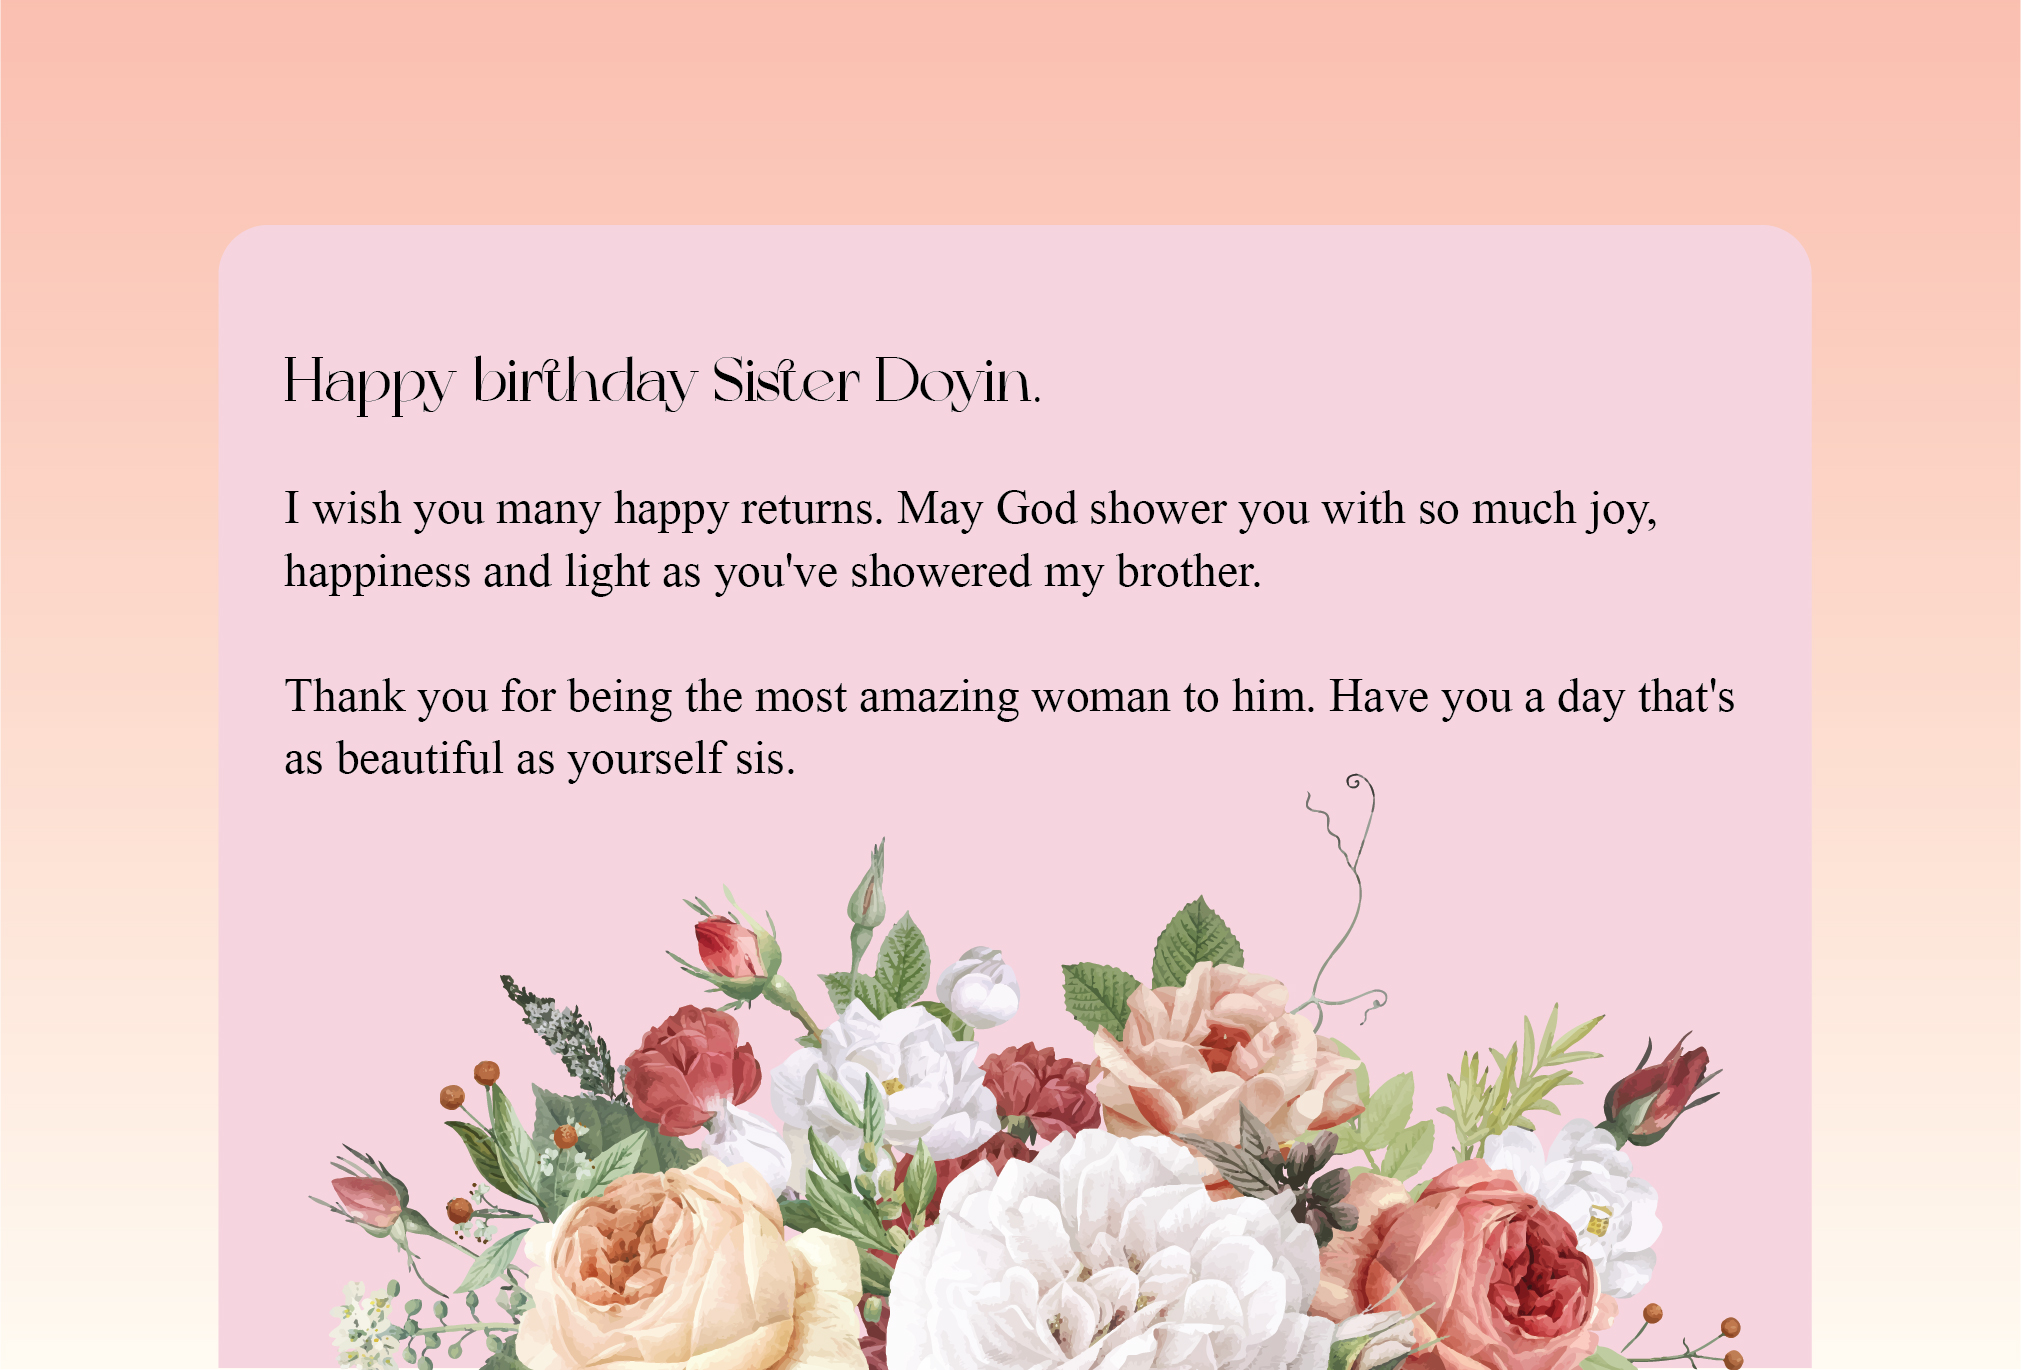 Happy birthday Sister Doyin.
I wish you many happy returns. May God shower you with so much joy,
happiness and light as you've showered my brother.
Thank you for being the most amazing woman to him. Have you a day that's
as beautiful as yourself sis.